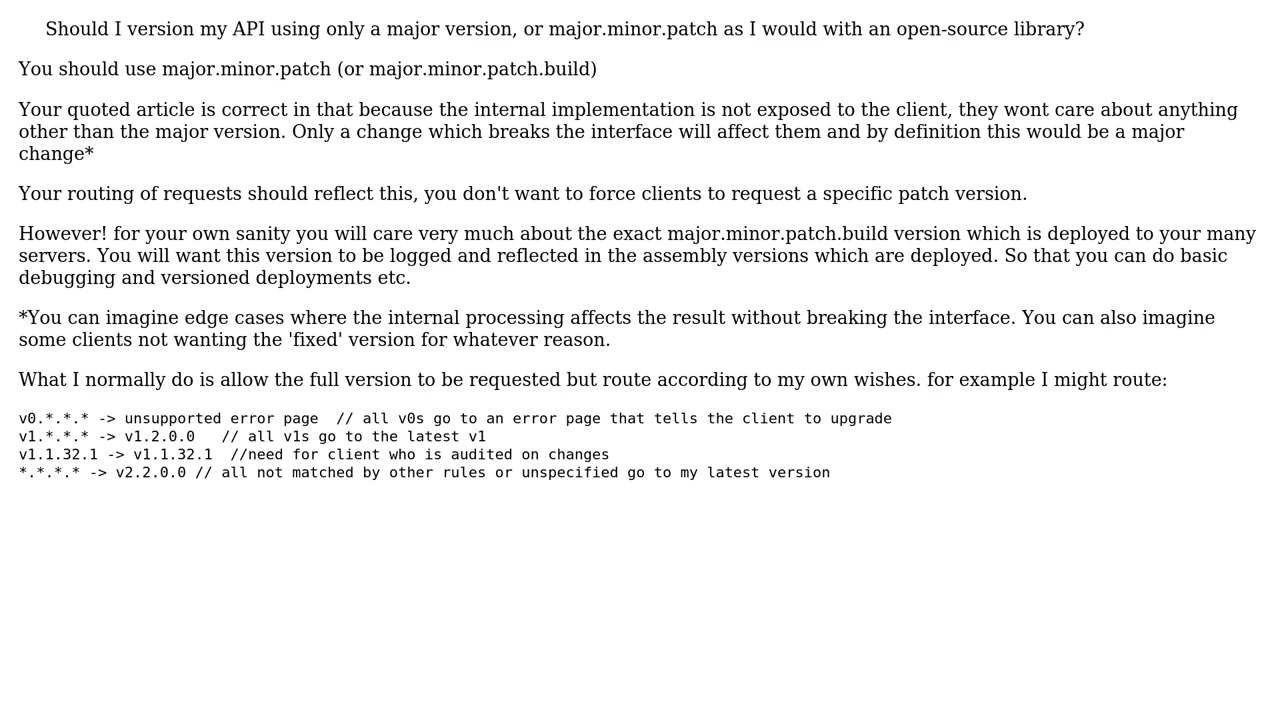 Should I version my API using only a major version, or major.minor.patch as I would with an open-source library?
You should use major.minor.patch (or major.minor.patch.build)
Your quoted article is correct in that because the internal implementation is not exposed to the client, they wont care about anything
other than the major version. Only a change which breaks the interface will affect them and by definition this would be a major
change*
Your routing of requests should reflect this, you don't want to force clients to request a specific patch version.
However! for your own sanity you will care very much about the exact major.minor.patch.build version which is deployed to your many
servers. You will want this version to be logged and reflected in the assembly versions which are deployed. So that you can do basic
debugging and versioned deployments etc.
*You can imagine edge cases where the internal processing affects the result without breaking the interface. You can also imagine
some clients not wanting the 'fixed' version for whatever reason.
What I normally do is allow the full version to be requested but route according to my own wishes. for example I might route:
v0.*.*.* -> unsupported error page  // all v0s go to an error page that tells the client to upgrade
v1.*.*.* -> v1.2.0.0   // all v1s go to the latest v1
v1.1.32.1 -> v1.1.32.1  //need for client who is audited on changes
*.*.*.* -> v2.2.0.0 // all not matched by other rules or unspecified go to my latest version